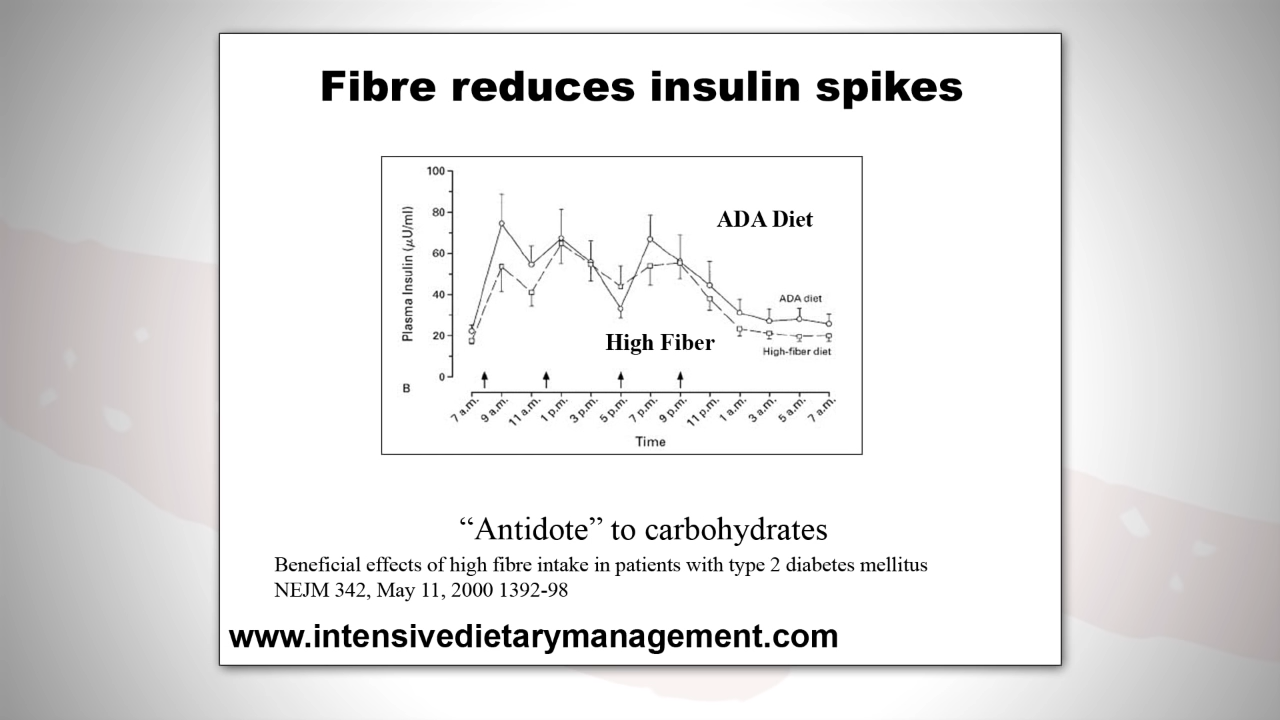 Fibre reduces insulin spikes
100
80
60
40
20
0
Plasma Insulin (µU/ml)
ADA Diet
ADA diet
High Fiber
High-fiber diet
B
7 a.m. 9 a.m. 11 a.m. 1 p.m. 3 p.m. 5 p.m. 7 p.m. 9 p.m. 11 p.m. 1 a.m. 3 a.m. 5 a.m. 7 a.m.
Time
“Antidote” to carbohydrates
Beneficial effects of high fibre intake in patients with type 2 diabetes mellitus
NEJM 342, May 11, 2000 1392-98
www.intensivedietarymanagement.com